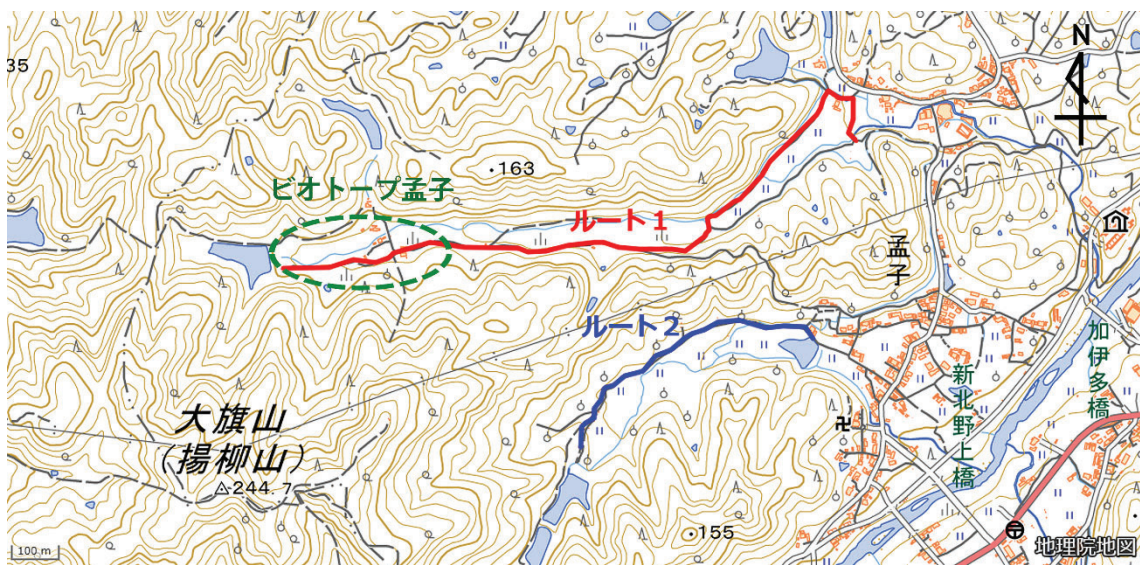 N
35
・163
ビオトープ孟子
ルート1
孟子
ルート2
加伊多橋
新北野上橋
大旗山
（揚柳山）
△244.7
・155
100 m
地理院地図